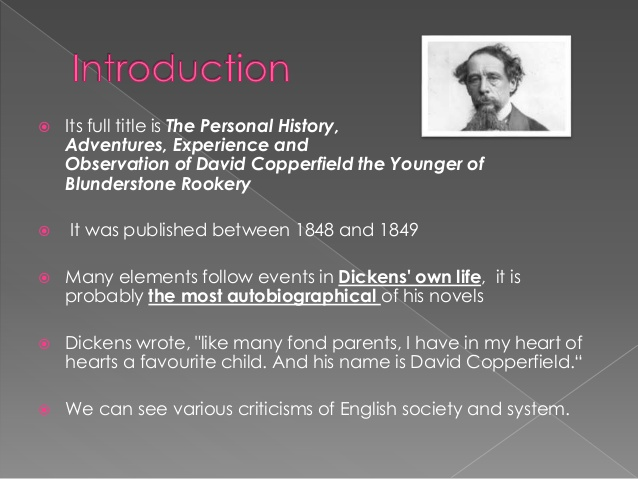 Introduction
Its full title is The Personal History,
Adventures, Experience and
Observation of David Copperfield the Younger of
Blunderstone Rookery
It was published between 1848 and 1849
Many elements follow events in Dickens' own life, it is
probably the most autobiographical of his novels
Dickens wrote, "like many fond parents, I have in my heart of
hearts a favourite child. And his name is David Copperfield.“
We can see various criticisms of English society and system.